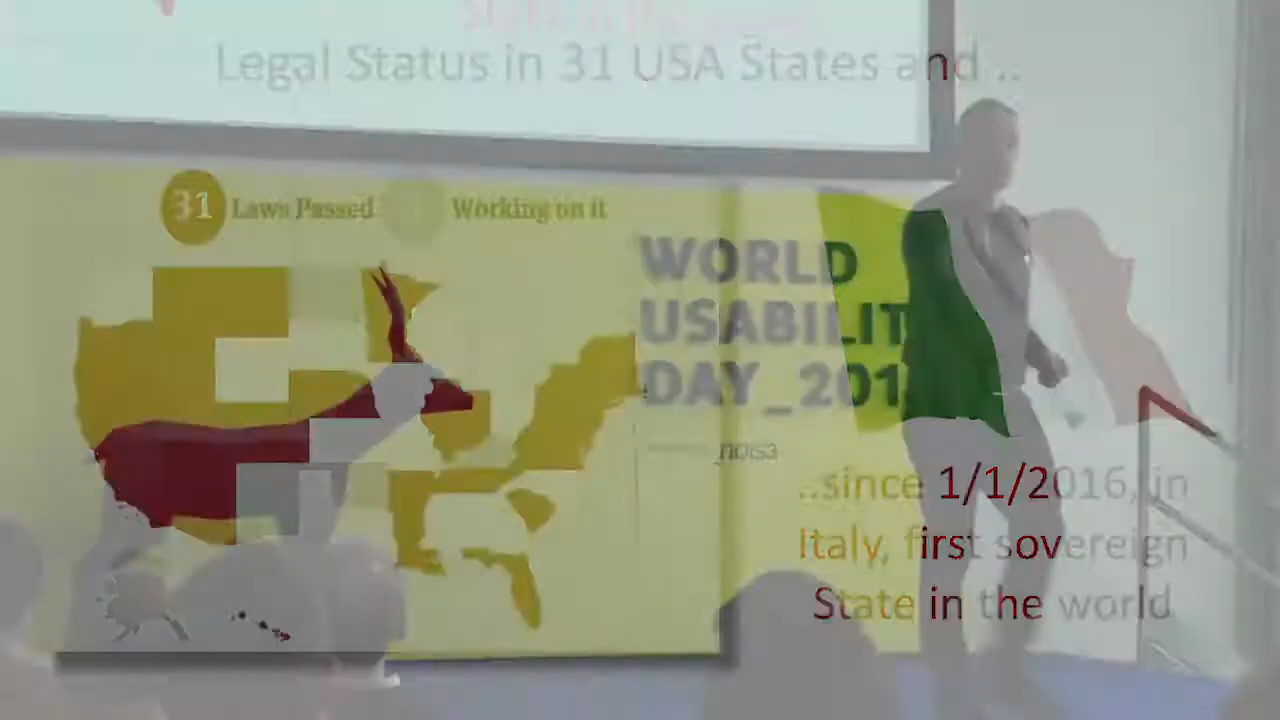 Legal Status in 31 USA States and ..
31 Laws Passed Working on it
WORLD
USABILIT
DAY_201
nois3
..since 1/1/2016, in
Italy, first sovereign
State in the world